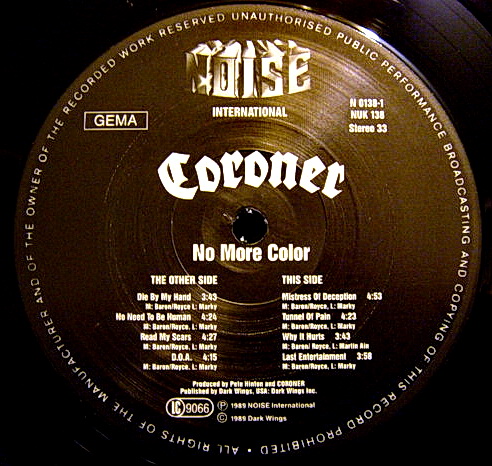 ALL RIGHTS OF THE MANUFACTURER AND OF THE OWNER OF THE RECORDED WORK RESERVED UNAUTHORISED PUBLIC PERFORMANCE BROADCASTING AND COPYING OF THIS RECORD PROHIBITED •
NOISE
INTERNATIONAL
GEMA
N 0138-1
NUK 138
Stereo 33
Coroner
No More Color
THE OTHER SIDE
Die By My Hand 3:43
M: Baron/Royce, L: Marky
No Need To Be Human 4:24
M: Baron/Royce, L: Marky
Read My Scars 4:27
M: Baron/Royce, L: Marky
D.O.A. 4:15
M: Baron/Royce, L: Marky
THIS SIDE
Mistress Of Deception 4:53
M: Baron/Royce, L: Marky
Tunnel Of Pain 4:23
M: Baron/Royce, L: Marky
Why It Hurts 3:43
M: Baron/ Royce, L: Martin Ain
Last Entertainment 3:58
M: Baron/Royce, L: Marky
Produced by Pete Hinton and CORONER
Published by Dark Wings, USA: Dark Wings Inc.
LC 9066
Ⓟ 1989 NOISE International
© 1989 Dark Wings